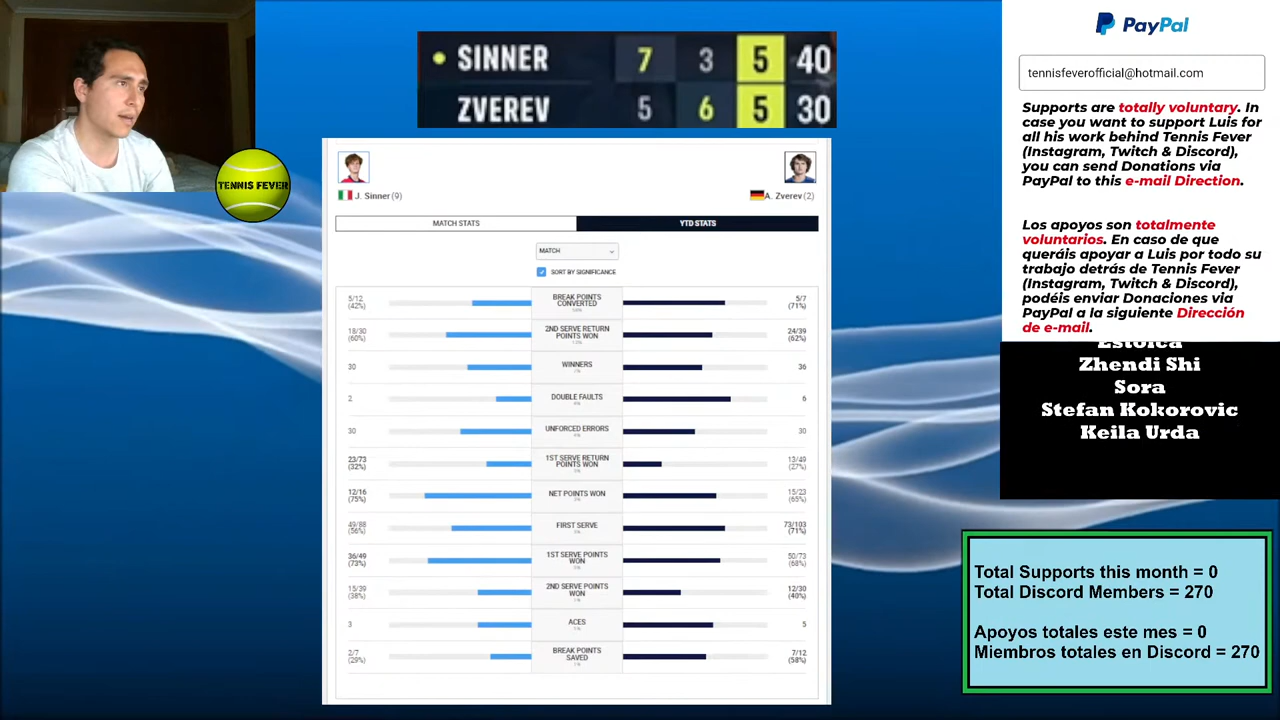 SINNER 7 3 5 40
ZVEREV 5 6 5 30
TENNIS FEVER
J. Sinner (9)
A. Zverev (2)
MATCH STATS
YTD STATS
MATCH
SORT BY SIGNIFICANCE
5/12
(42%)
BREAK POINTS
CONVERTED
5/7
(71%)
18/30
(60%)
2ND SERVE RETURN
POINTS WON
24/39
(62%)
30
WINNERS
36
2
DOUBLE FAULTS
6
30
UNFORCED ERRORS
30
23/73
(32%)
1ST SERVE RETURN
POINTS WON
13/49
(27%)
12/16
(75%)
NET POINTS WON
15/23
(65%)
49/88
(56%)
FIRST SERVE
73/103
(71%)
36/49
(73%)
1ST SERVE POINTS
WON
50/73
(68%)
15/39
(38%)
2ND SERVE POINTS
WON
12/30
(40%)
3
ACES
5
2/7
(29%)
BREAK POINTS
SAVED
7/12
(58%)
PayPal
tennisfeverofficial@hotmail.com
Supports are totally voluntary. In
case you want to support Luis for
all his work behind Tennis Fever
(Instagram, Twitch & Discord),
you can send Donations via
PayPal to this e-mail Direction.
Los apoyos son totalmente
voluntarios. En caso de que
queráis apoyar a Luis por todo su
trabajo detrás de Tennis Fever
(Instagram, Twitch & Discord),
podéis enviar Donaciones via
PayPal a la siguiente Dirección
de e-mail.
Zhendi Shi
Sora
Stefan Kokorovic
Keila Urda
Total Supports this month = 0
Total Discord Members = 270
Apoyos totales este mes = 0
Miembros totales en Discord = 270